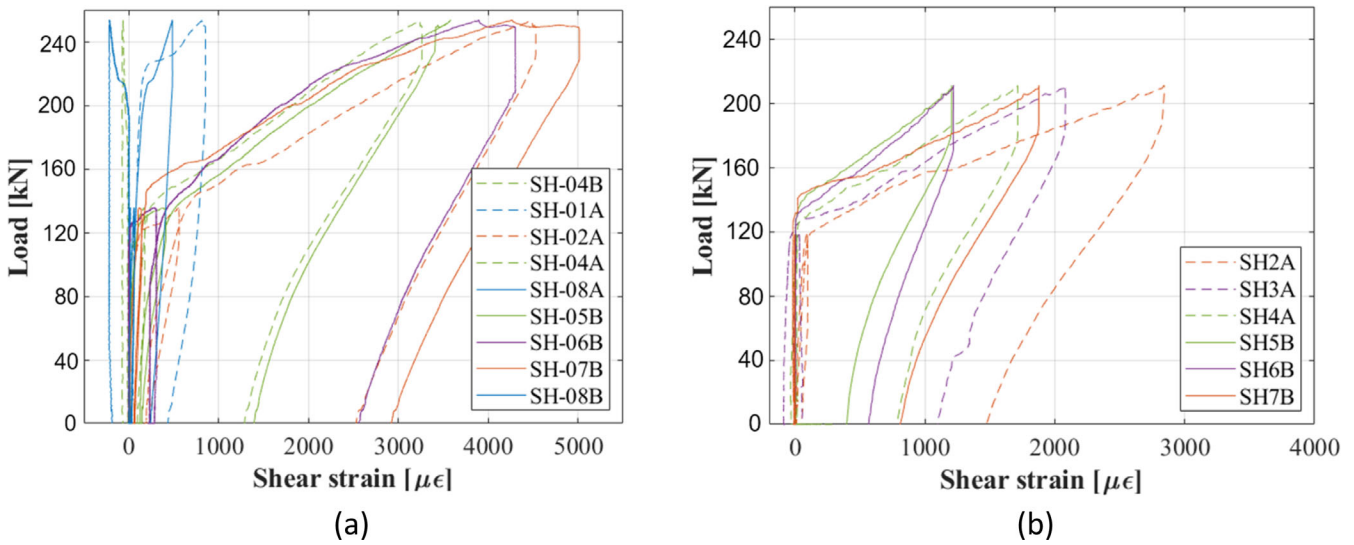 240
200
160
120
80
40
0
Load [kN]
SH-04B
SH-01A
SH-02A
SH-04A
SH-08A
SH-05B
SH-06B
SH-07B
SH-08B
0 1000 2000 3000 4000 5000
Shear strain [με]
(a)
240
200
160
120
80
40
0
Load [kN]
SH2A
SH3A
SH4A
SH5B
SH6B
SH7B
0 1000 2000 3000 4000
Shear strain [με]
(b)